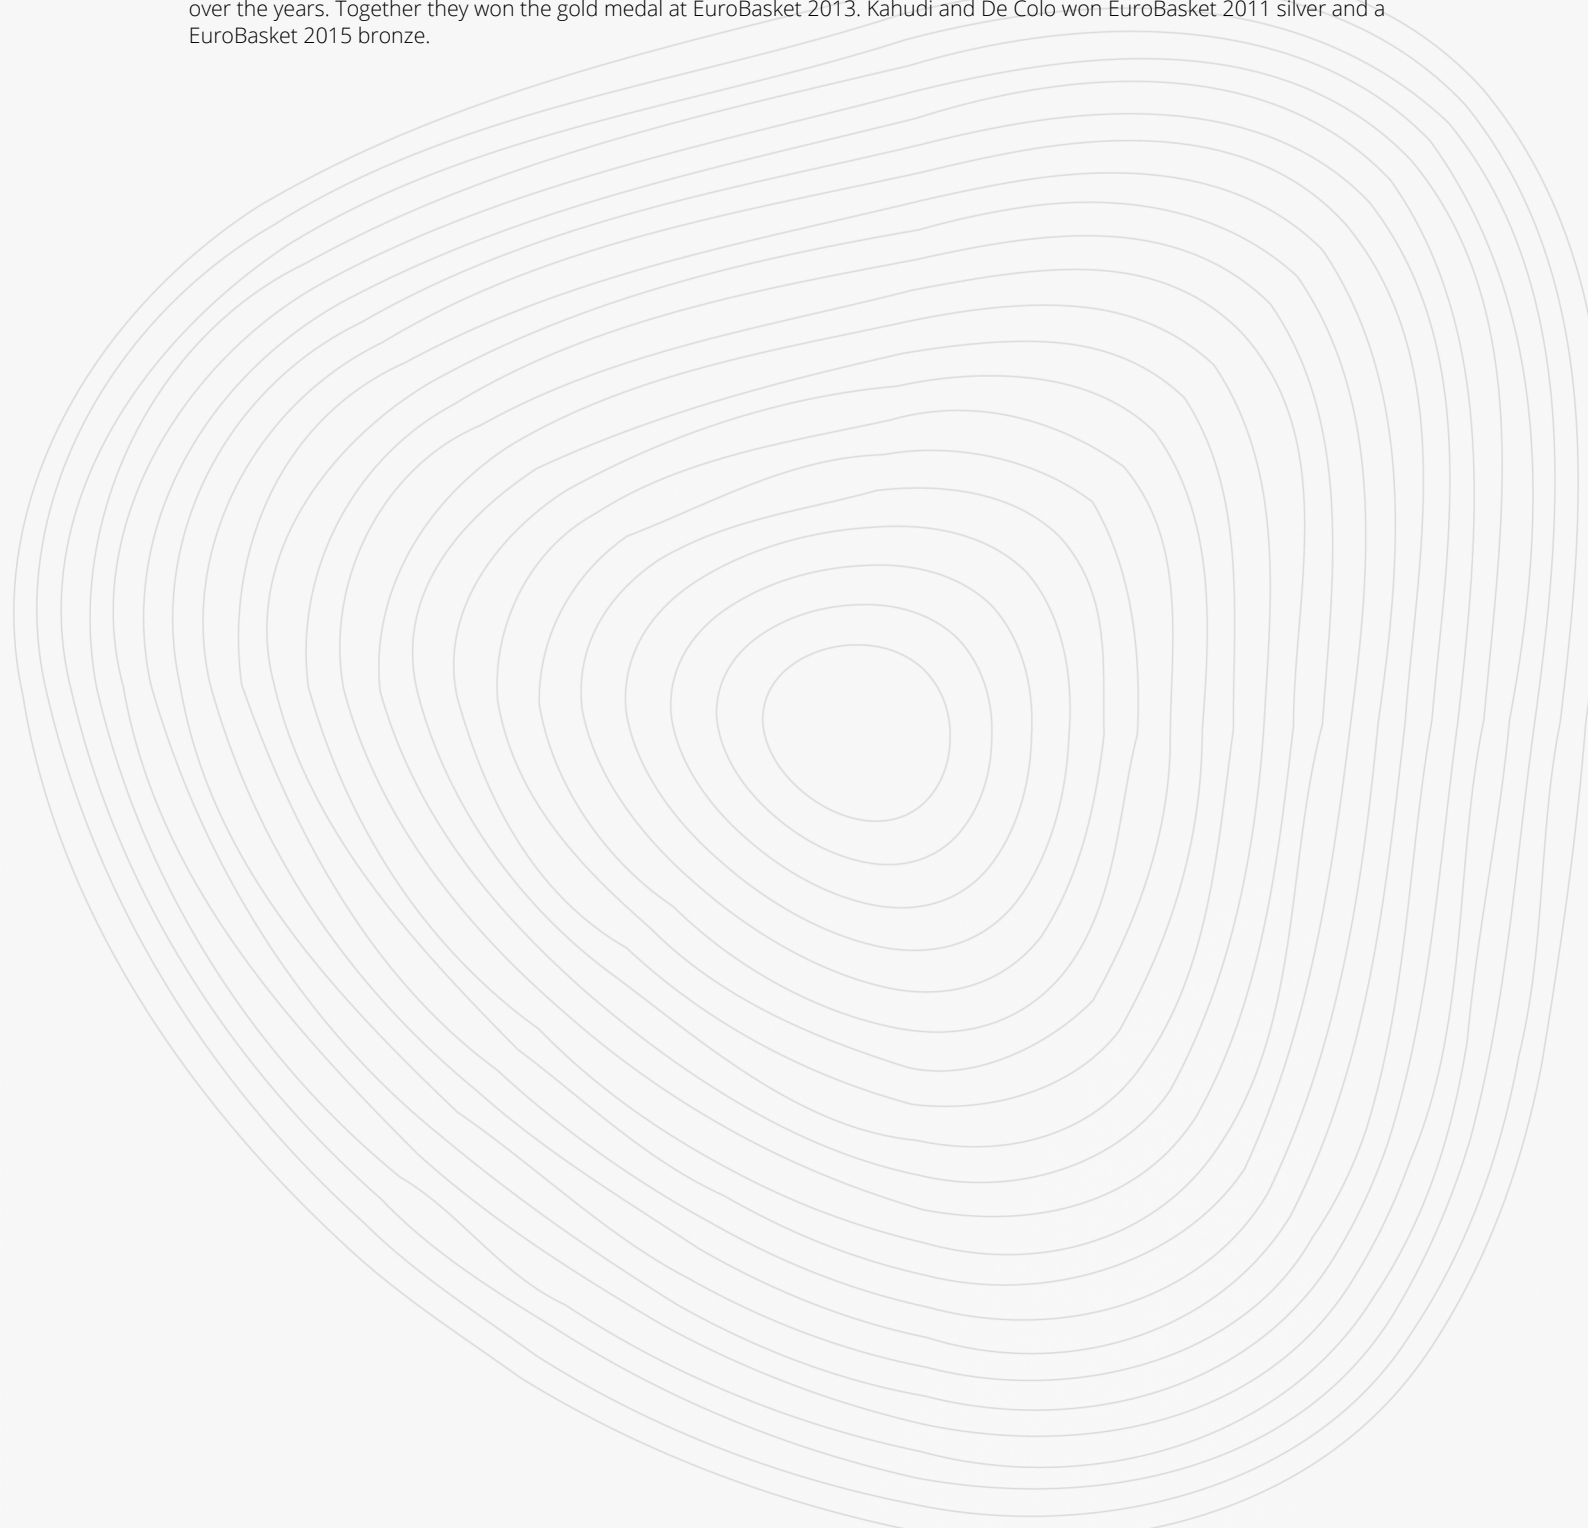 over the years. Together they won the gold medal at EuroBasket 2013. Kahudi and De Colo won EuroBasket 2011 silver and a
EuroBasket 2015 bronze.